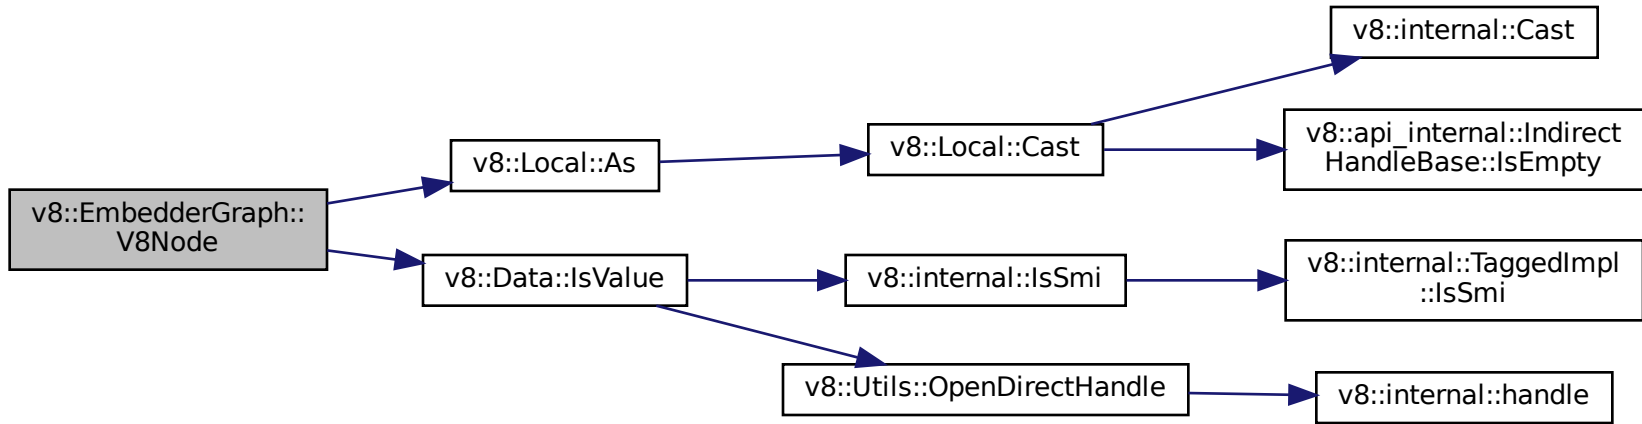 v8::EmbedderGraph::
V8Node
v8::Local::As
v8::Local::Cast
v8::internal::Cast
v8::api_internal::Indirect
HandleBase::IsEmpty
v8::Data::IsValue
v8::internal::IsSmi
v8::internal::TaggedImpl
::IsSmi
v8::Utils::OpenDirectHandle
v8::internal::handle